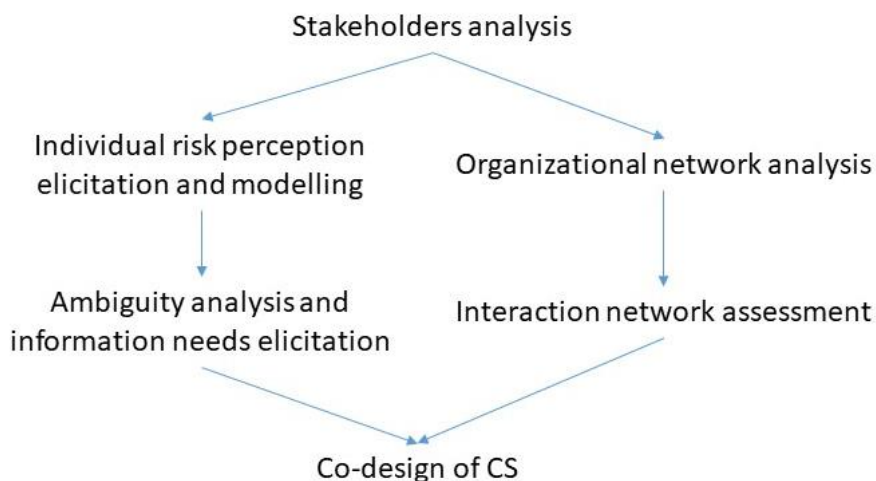 Stakeholders analysis
Individual risk perception
elicitation and modelling
Organizational network analysis
Ambiguity analysis and
information needs elicitation
Interaction network assessment
Co-design of CS